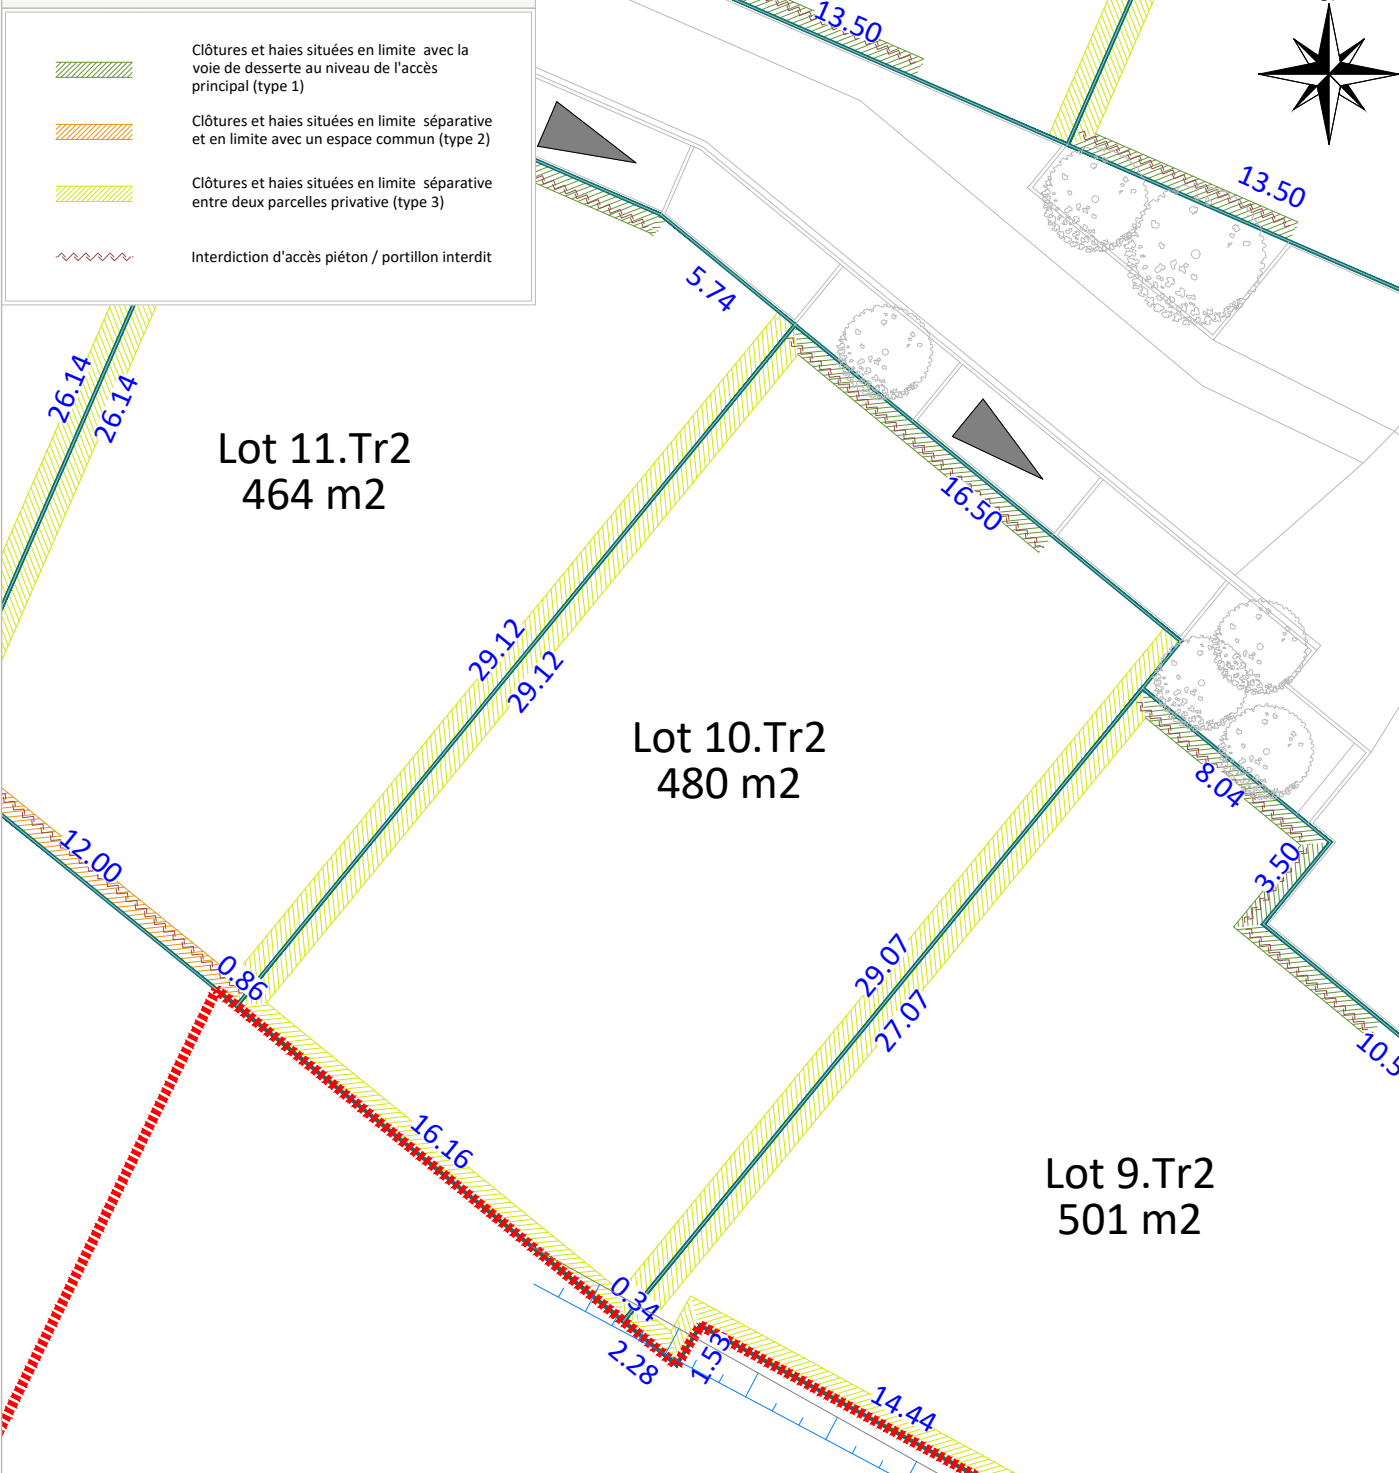 Clôtures et haies situées en limite  avec la
voie de desserte au niveau de l'accès
principal (type 1)
Clôtures et haies situées en limite  séparative
et en limite avec un espace commun (type 2)
Clôtures et haies situées en limite  séparative
entre deux parcelles privative (type 3)
Interdiction d'accès piéton / portillon interdit
13.50
13.50
5.74
26.14
26.14
Lot 11.Tr2
464 m2
16.50
29.12
29.12
Lot 10.Tr2
480 m2
8.04
12.00
3.50
0.86
29.07
27.07
16.16
Lot 9.Tr2
501 m2
0.34
2.28
1.53
14.44